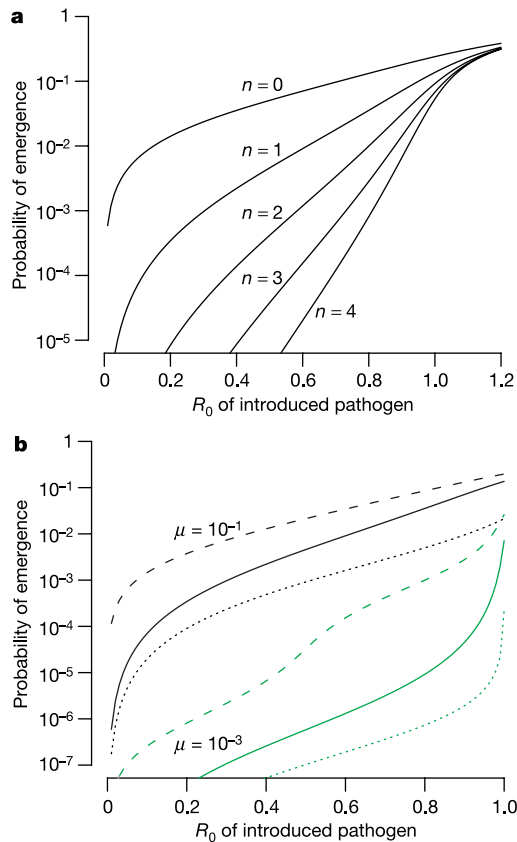 a
1
10⁻¹
10⁻²
10⁻³
10⁻⁴
10⁻⁵
Probability of emergence
n = 0
n = 1
n = 2
n = 3
n = 4
0 0.2 0.4 0.6 0.8 1.0 1.2
R₀ of introduced pathogen
b
1
10⁻¹
10⁻²
10⁻³
10⁻⁴
10⁻⁵
10⁻⁶
10⁻⁷
Probability of emergence
μ = 10⁻¹
μ = 10⁻³
0 0.2 0.4 0.6 0.8 1.0
R₀ of introduced pathogen